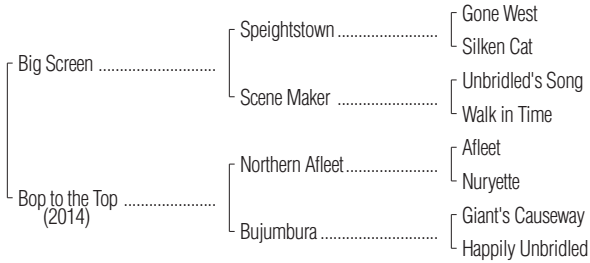 Gone West
Speightstown
Silken Cat
Big Screen
Unbridled's Song
Scene Maker
Walk in Time
Afleet
Northern Afleet
Nuryette
Bop to the Top
(2014)
Giant's Causeway
Bujumbura
Happily Unbridled